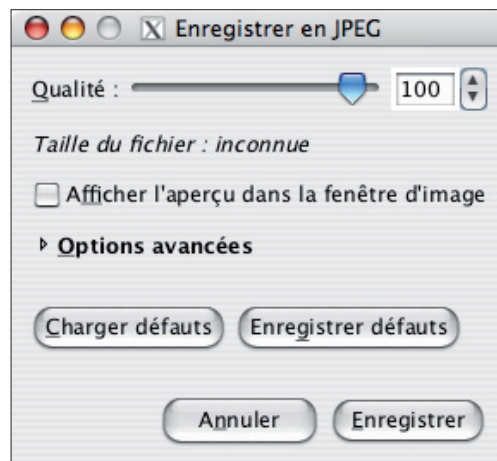 Enregistrer en JPEG
Qualité : 100
Taille du fichier : inconnue
Afficher l'aperçu dans la fenêtre d'image
Options avancées
Charger défauts Enregistrer défauts
Annuler Enregistrer